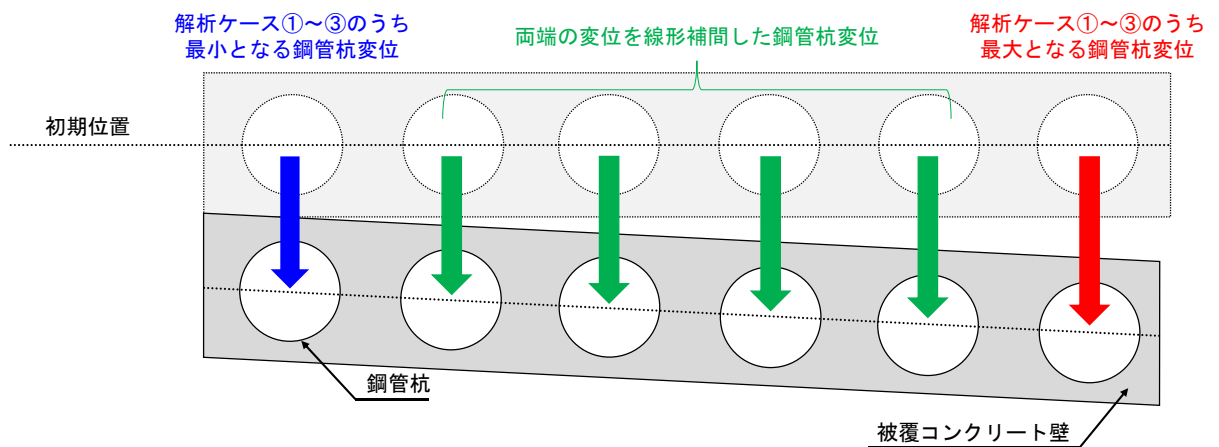 解析ケース①～③のうち
最小となる鋼管杭変位
両端の変位を線形補間した鋼管杭変位
解析ケース①～③のうち
最大となる鋼管杭変位
初期位置
鋼管杭
被覆コンクリート壁